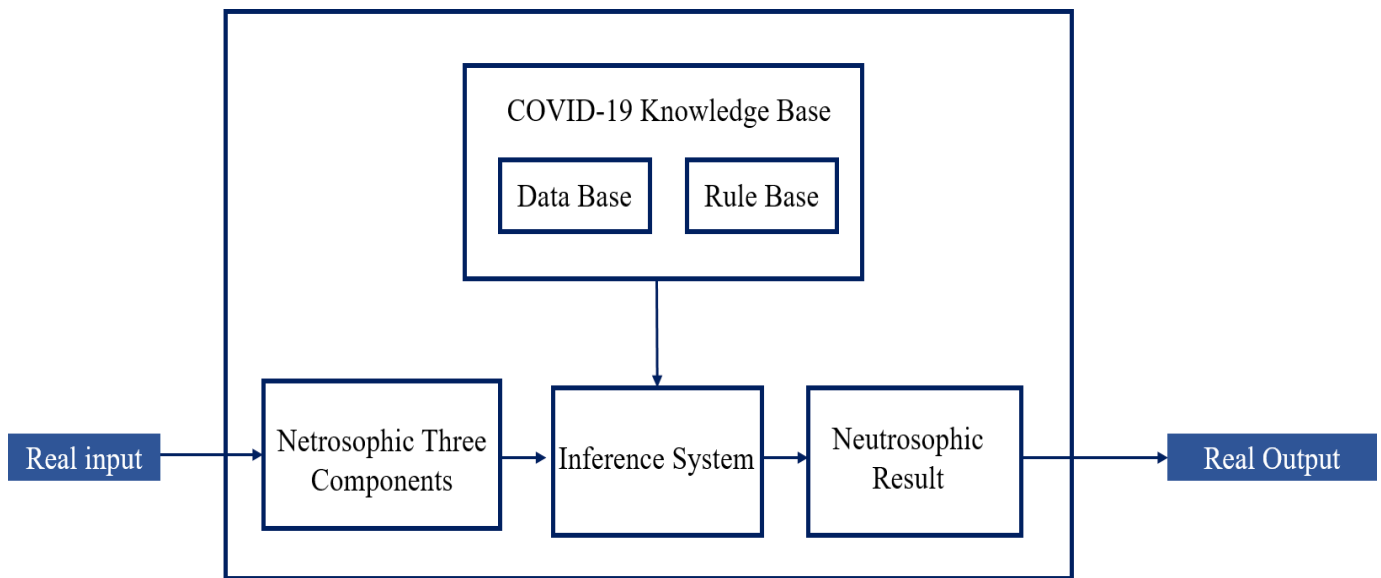 COVID-19 Knowledge Base
Data Base
Rule Base
Real input
Netrosophic Three
Components
Inference System
Neutrosophic
Result
Real Output